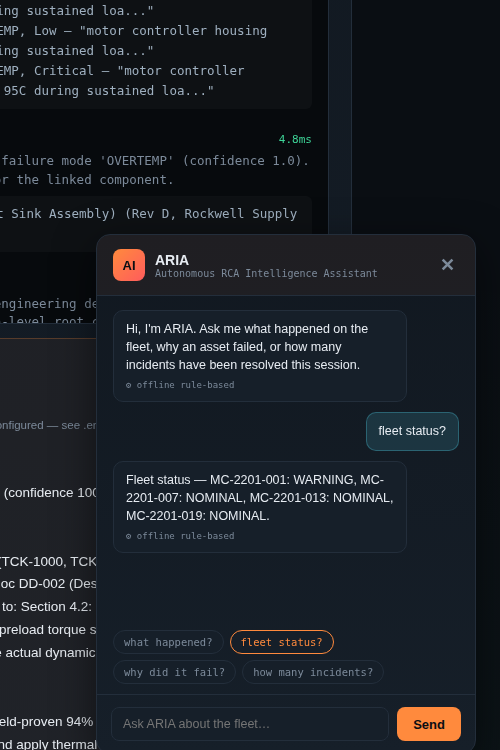 ing sustained loa..."
EMP, Low — "motor controller housing
ing sustained loa..."
EMP, Critical — "motor controller
95C during sustained loa..."
4.8ms
failure mode 'OVERTEMP' (confidence 1.0).
or the linked component.
t Sink Assembly) (Rev D, Rockwell Supply
engineering de
-level root c
onfigured — see .en
(confidence 100
[TCK-1000, TCK
oc DD-002 (Des
to: Section 4.2:
preload torque s
e actual dynamic
eld-proven 94%
nd apply thermal
AI
ARIA
Autonomous RCA Intelligence Assistant
✕
Hi, I'm ARIA. Ask me what happened on the
fleet, why an asset failed, or how many
incidents have been resolved this session.
⚙ offline rule-based
fleet status?
Fleet status — MC-2201-001: WARNING, MC-
2201-007: NOMINAL, MC-2201-013: NOMINAL,
MC-2201-019: NOMINAL.
⚙ offline rule-based
what happened?
fleet status?
why did it fail?
how many incidents?
Ask ARIA about the fleet…
Send